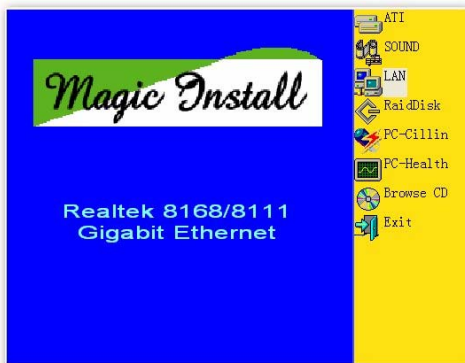 Magic Install
Realtek 8168/8111
Gigabit Ethernet
ATI
SOUND
LAN
RaidDisk
PC-Cillin
PC-Health
Browse CD
Exit